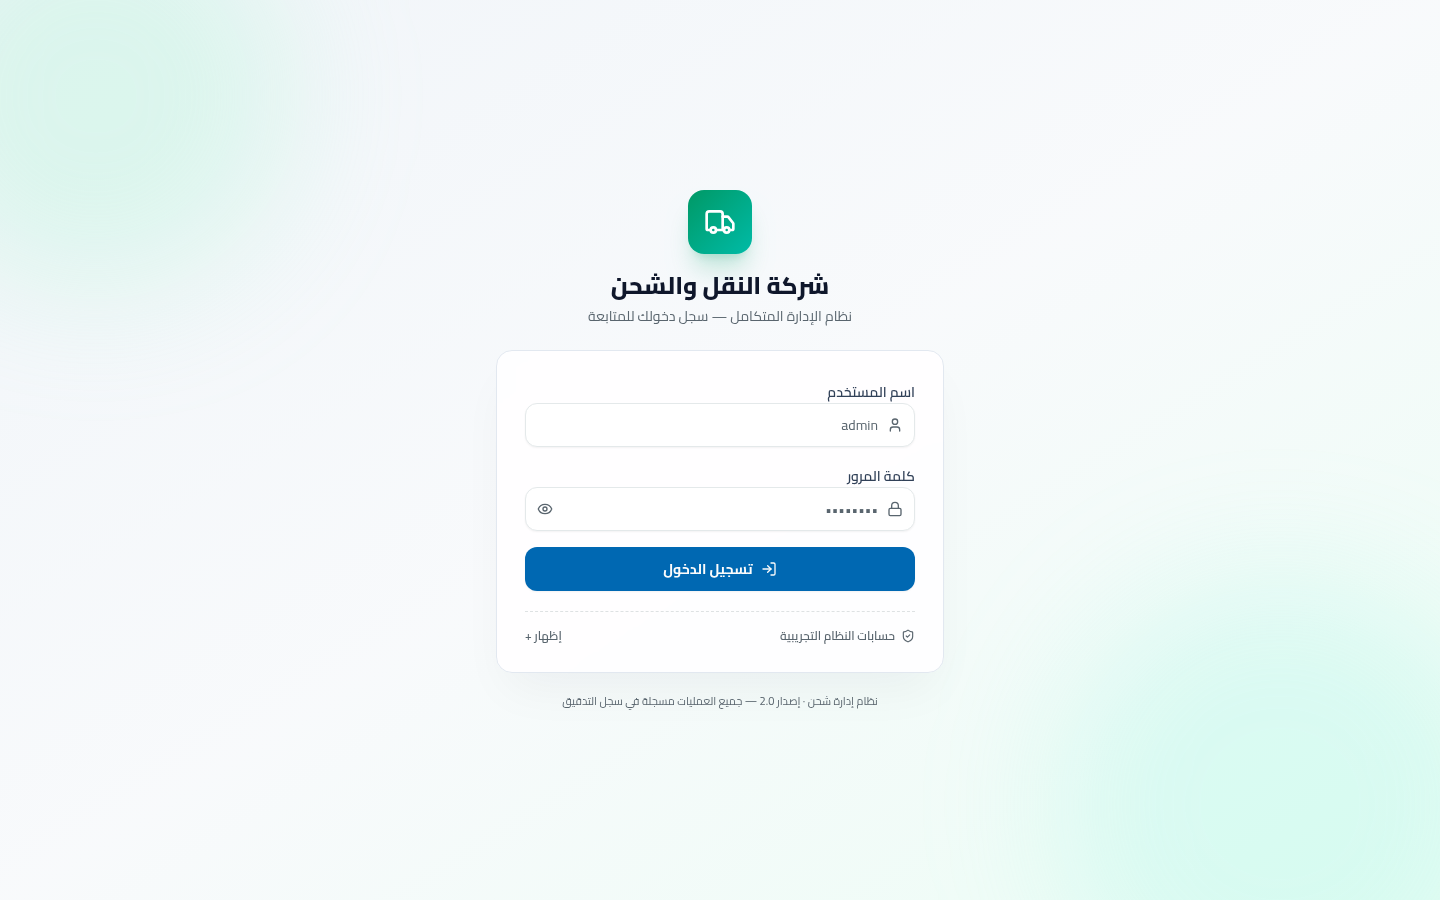 شركة النقل والشحن
نظام الإدارة المتكامل — سجل دخولك للمتابعة
اسم المستخدم
admin
كلمة المرور
••••••••
تسجيل الدخول
حسابات النظام التجريبية
إظهار +
نظام إدارة شحن · إصدار 2.0 — جميع العمليات مسجلة في سجل التدقيق